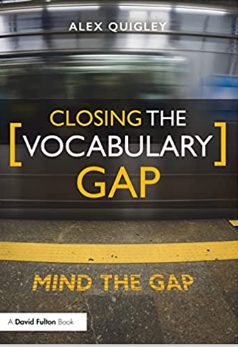 ALEX QUIGLEY
CLOSING THE
[VOCABULARY]
GAP
MIND THE GAP
A David Fulton Book